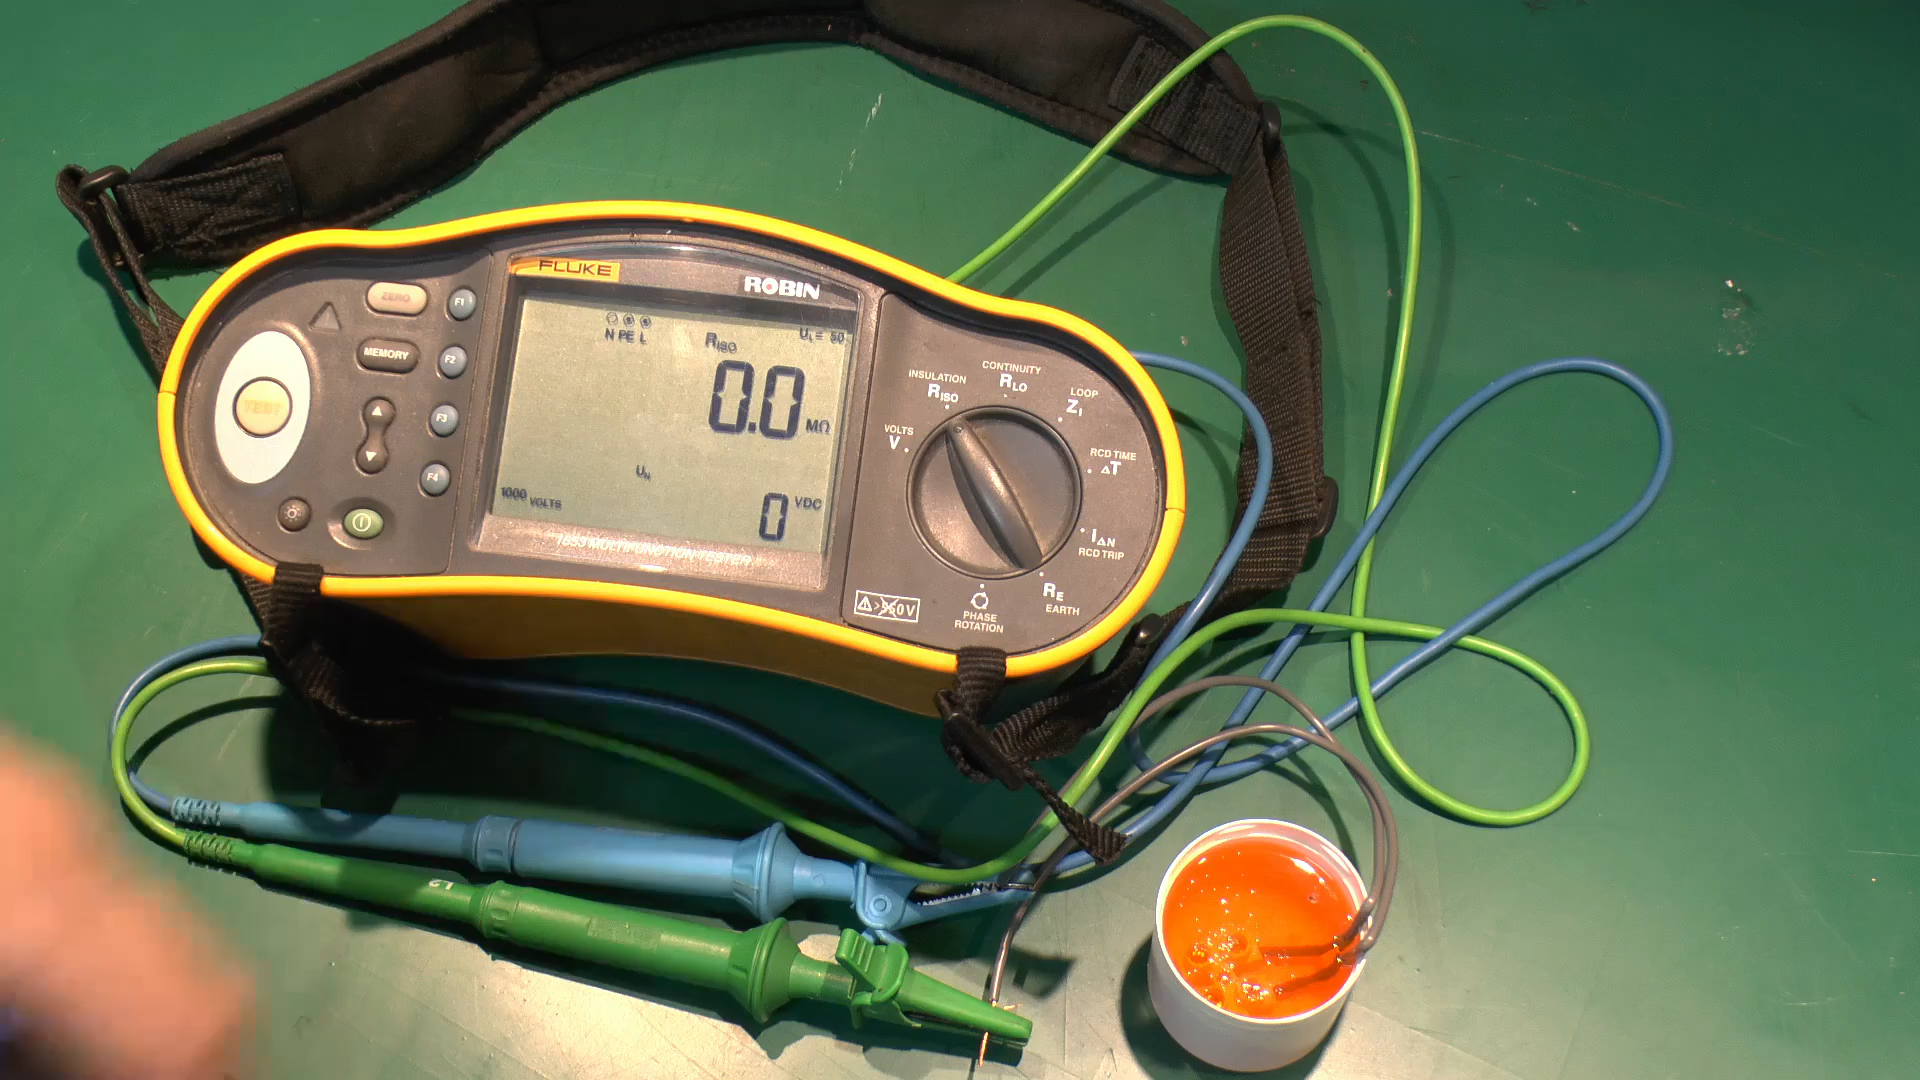 FLUKE
ROBIN
ZERO
F1
MEMORY
F2
TEST
F3
F4
N PE L
RISO
UL= 50
0.0 MΩ
UN
1000 VOLTS
0 VDC
1653 MULTIFUNCTION TESTER
VOLTS
V
INSULATION
RISO
CONTINUITY
RLO
LOOP
ZI
RCD TIME
ΔT
IΔN
RCD TRIP
RE
EARTH
PHASE
ROTATION
>550V
L2